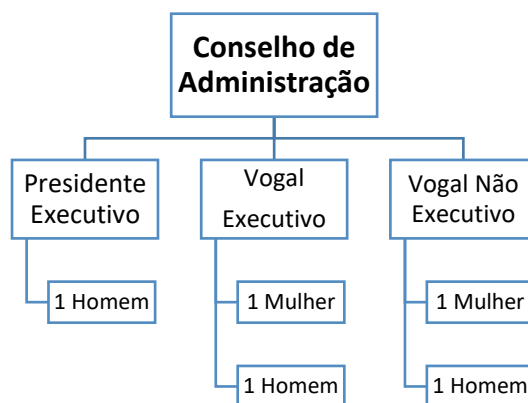 Conselho de
Administração
Presidente
Executivo
Vogal
Executivo
Vogal Não
Executivo
1 Homem
1 Mulher
1 Mulher
1 Homem
1 Homem